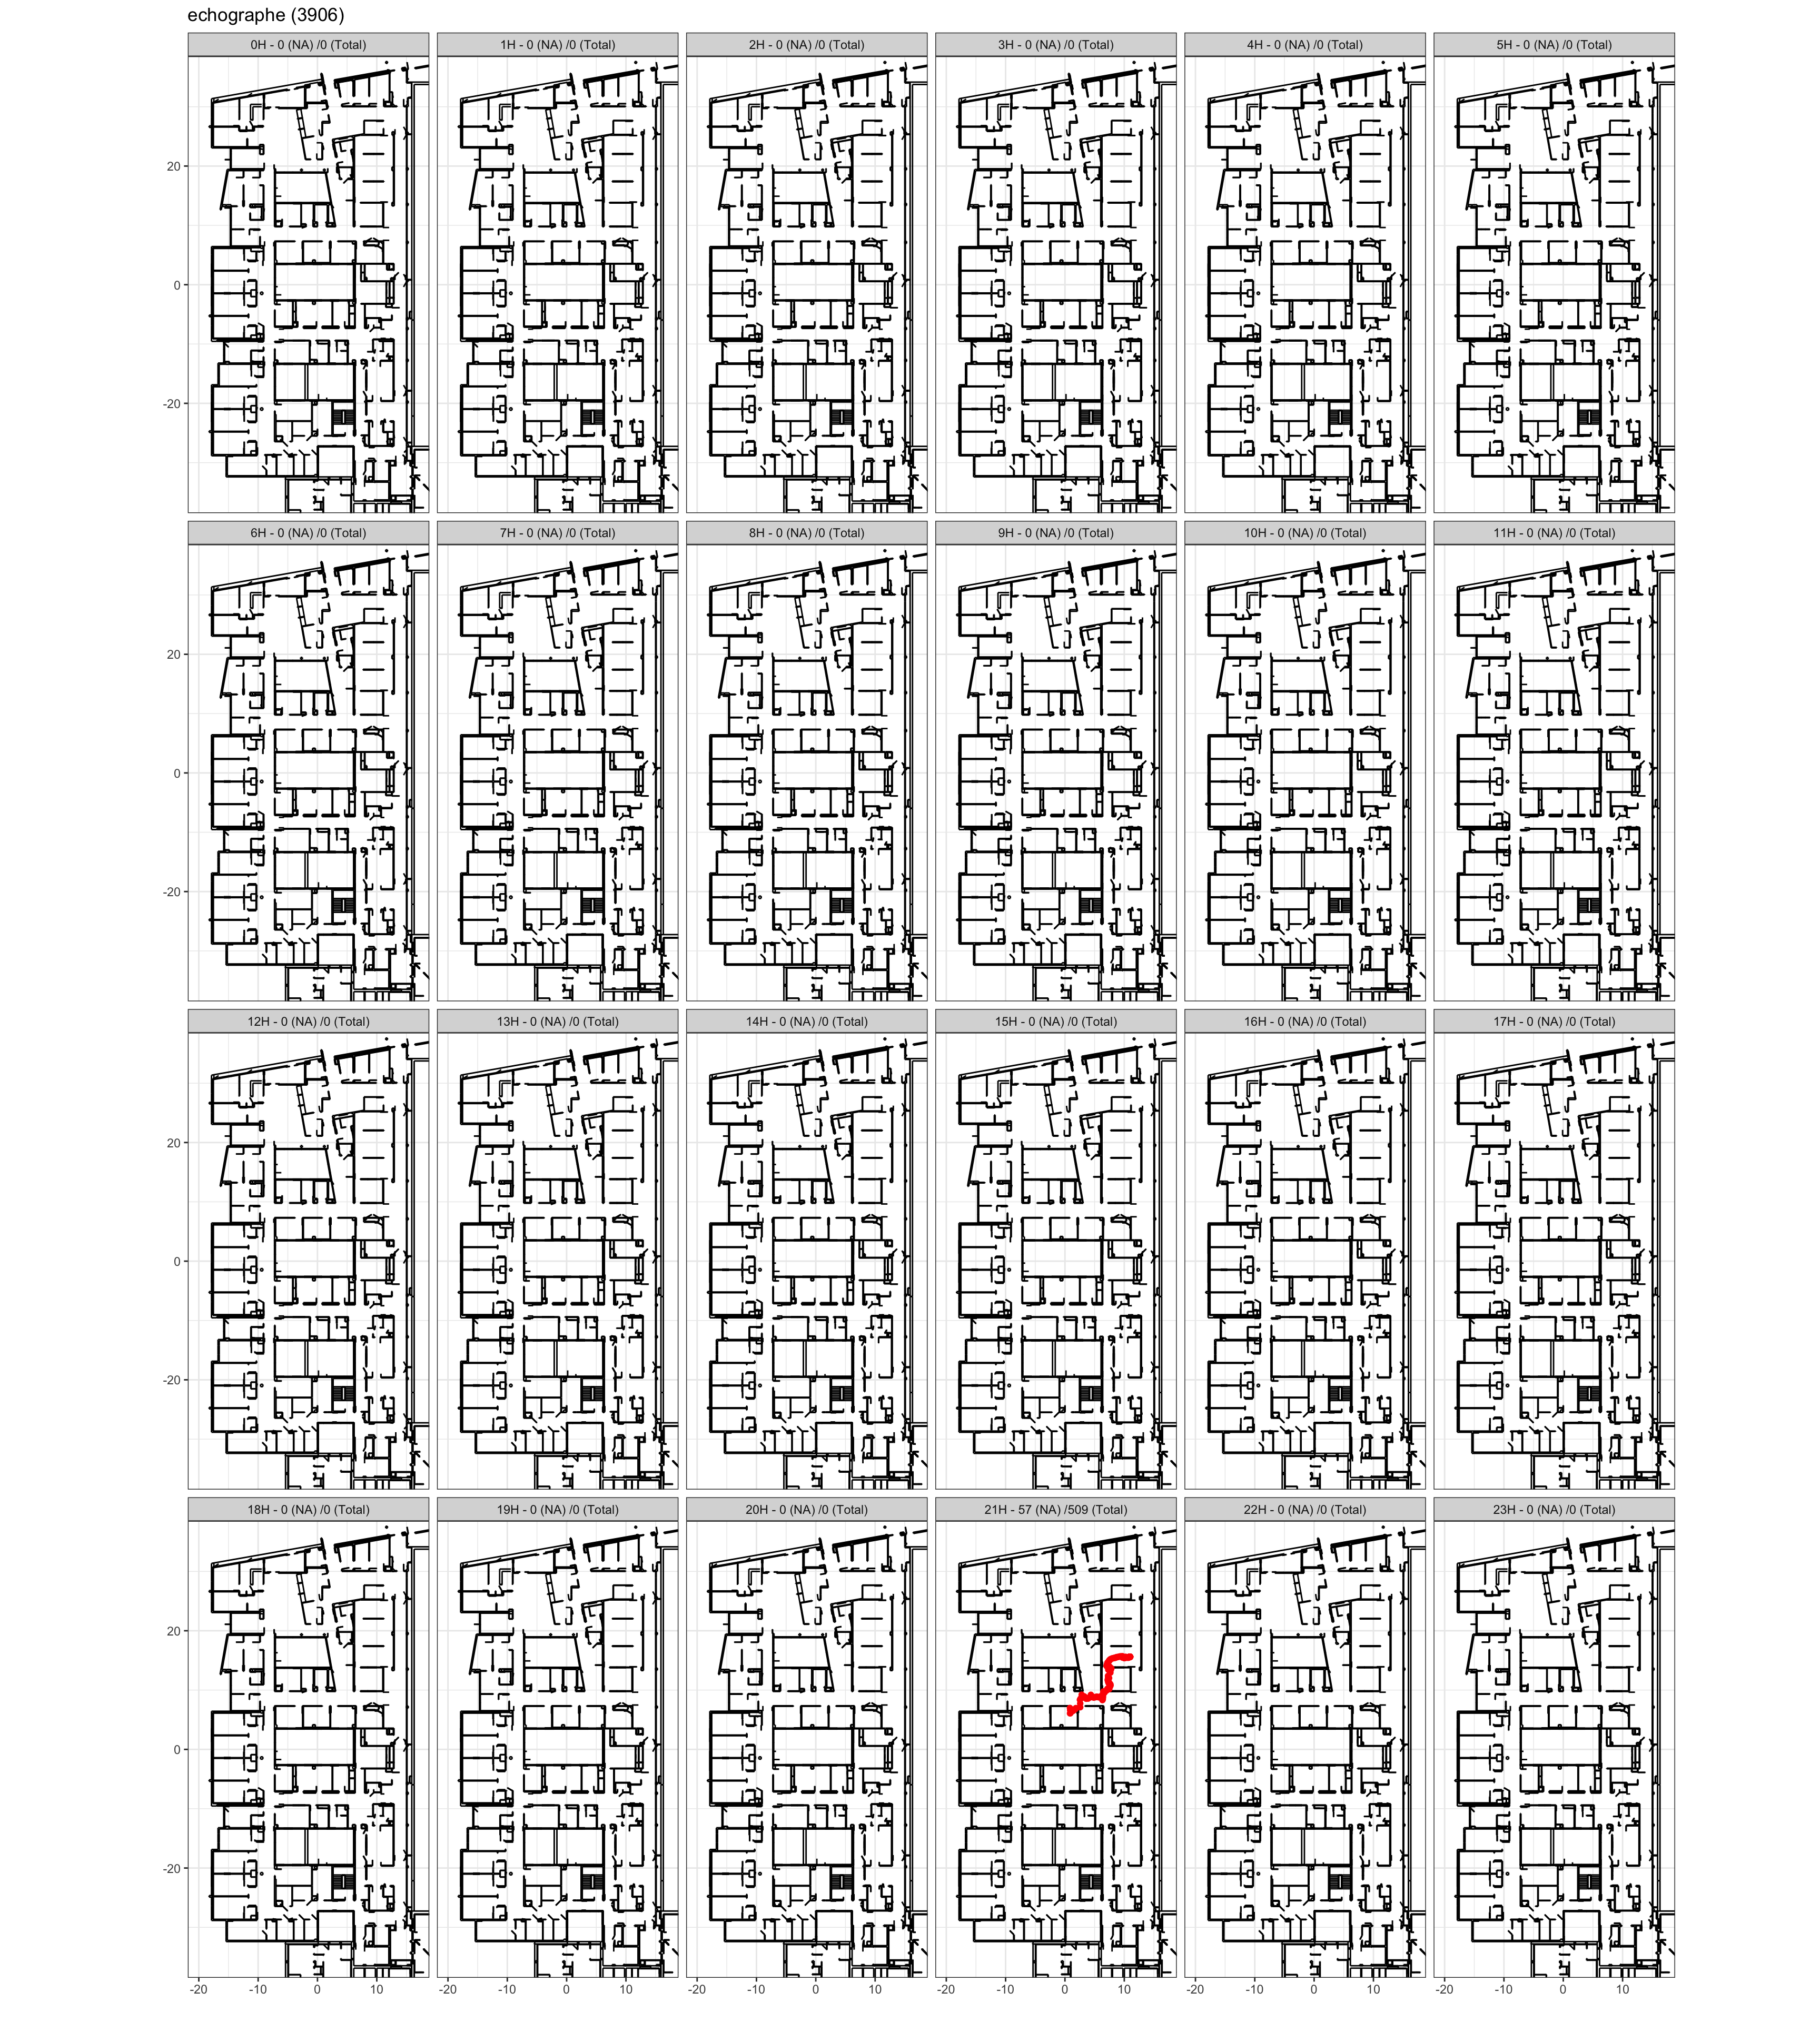 echographe (3906)
0H - 0 (NA) /0 (Total) 1H - 0 (NA) /0 (Total) 2H - 0 (NA) /0 (Total) 3H - 0 (NA) /0 (Total) 4H - 0 (NA) /0 (Total) 5H - 0 (NA) /0 (Total)
20
0
-20
6H - 0 (NA) /0 (Total) 7H - 0 (NA) /0 (Total) 8H - 0 (NA) /0 (Total) 9H - 0 (NA) /0 (Total) 10H - 0 (NA) /0 (Total) 11H - 0 (NA) /0 (Total)
20
0
-20
12H - 0 (NA) /0 (Total) 13H - 0 (NA) /0 (Total) 14H - 0 (NA) /0 (Total) 15H - 0 (NA) /0 (Total) 16H - 0 (NA) /0 (Total) 17H - 0 (NA) /0 (Total)
20
0
-20
18H - 0 (NA) /0 (Total) 19H - 0 (NA) /0 (Total) 20H - 0 (NA) /0 (Total) 21H - 57 (NA) /509 (Total) 22H - 0 (NA) /0 (Total) 23H - 0 (NA) /0 (Total)
20
0
-20
-20 -10 0 10 -20 -10 0 10 -20 -10 0 10 -20 -10 0 10 -20 -10 0 10 -20 -10 0 10